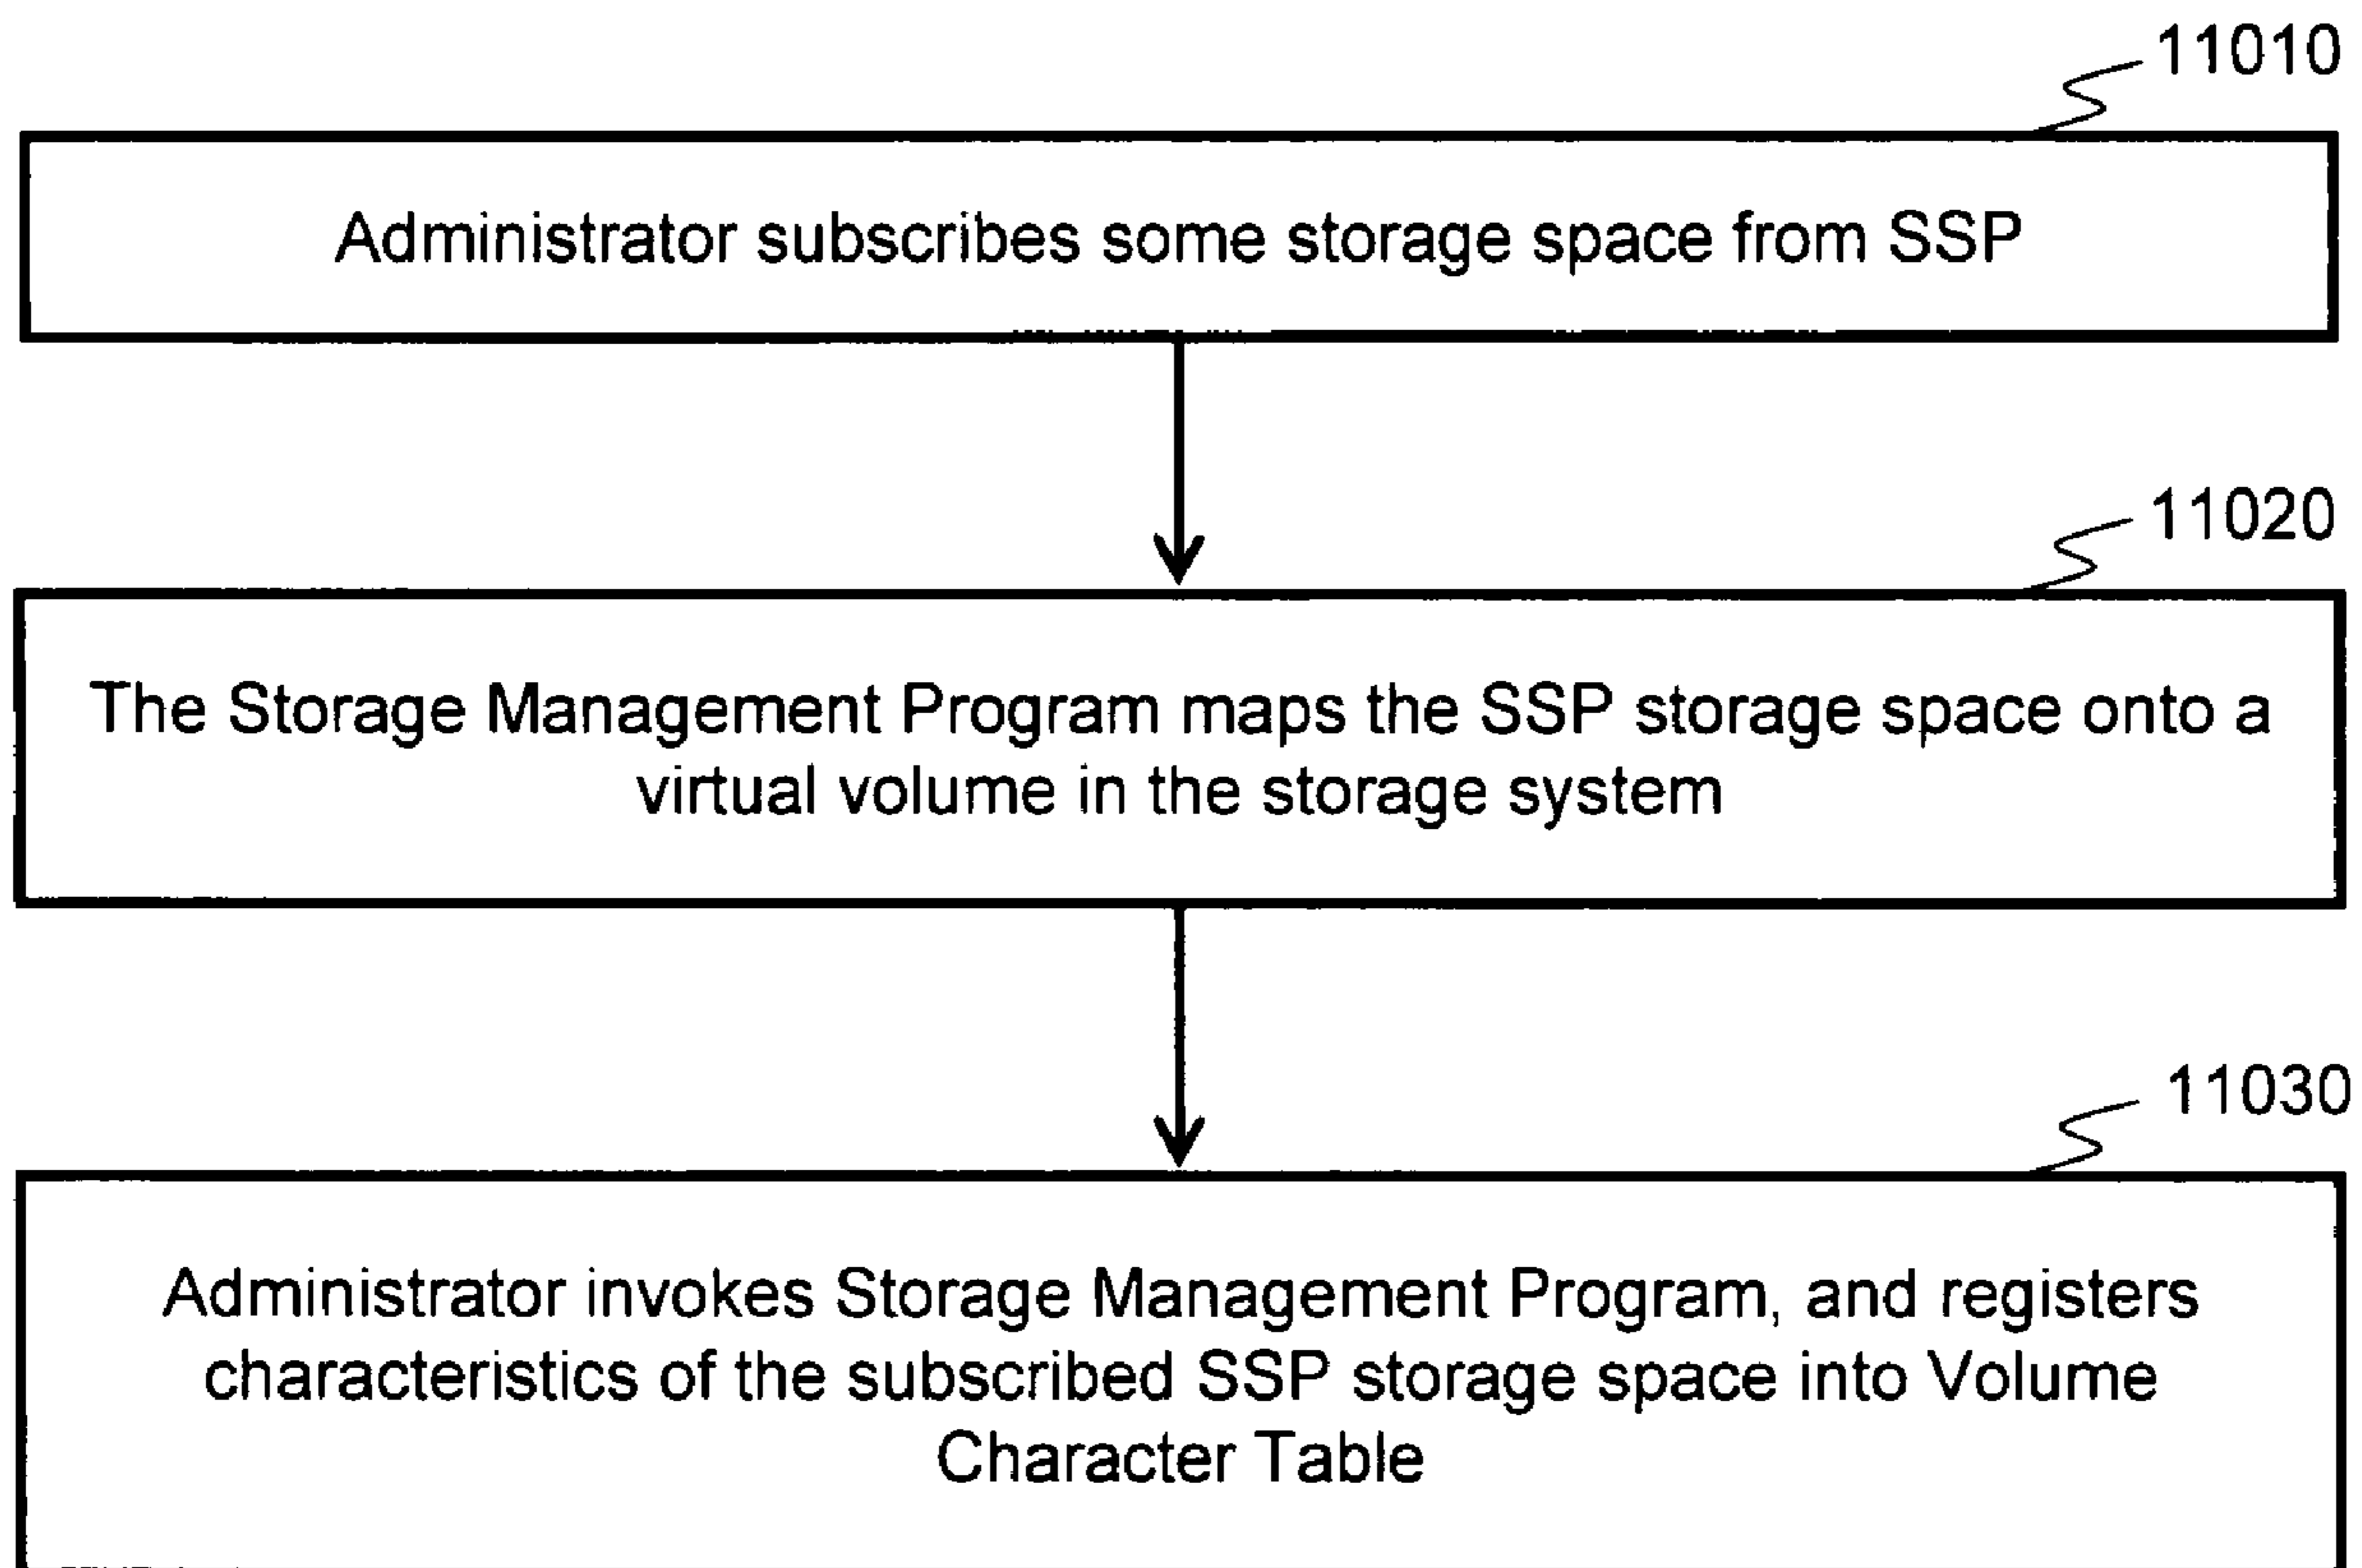 11010
Administrator subscribes some storage space from SSP
11020
The Storage Management Program maps the SSP storage space onto a
virtual volume in the storage system
11030
Administrator invokes Storage Management Program, and registers
characteristics of the subscribed SSP storage space into Volume
Character Table